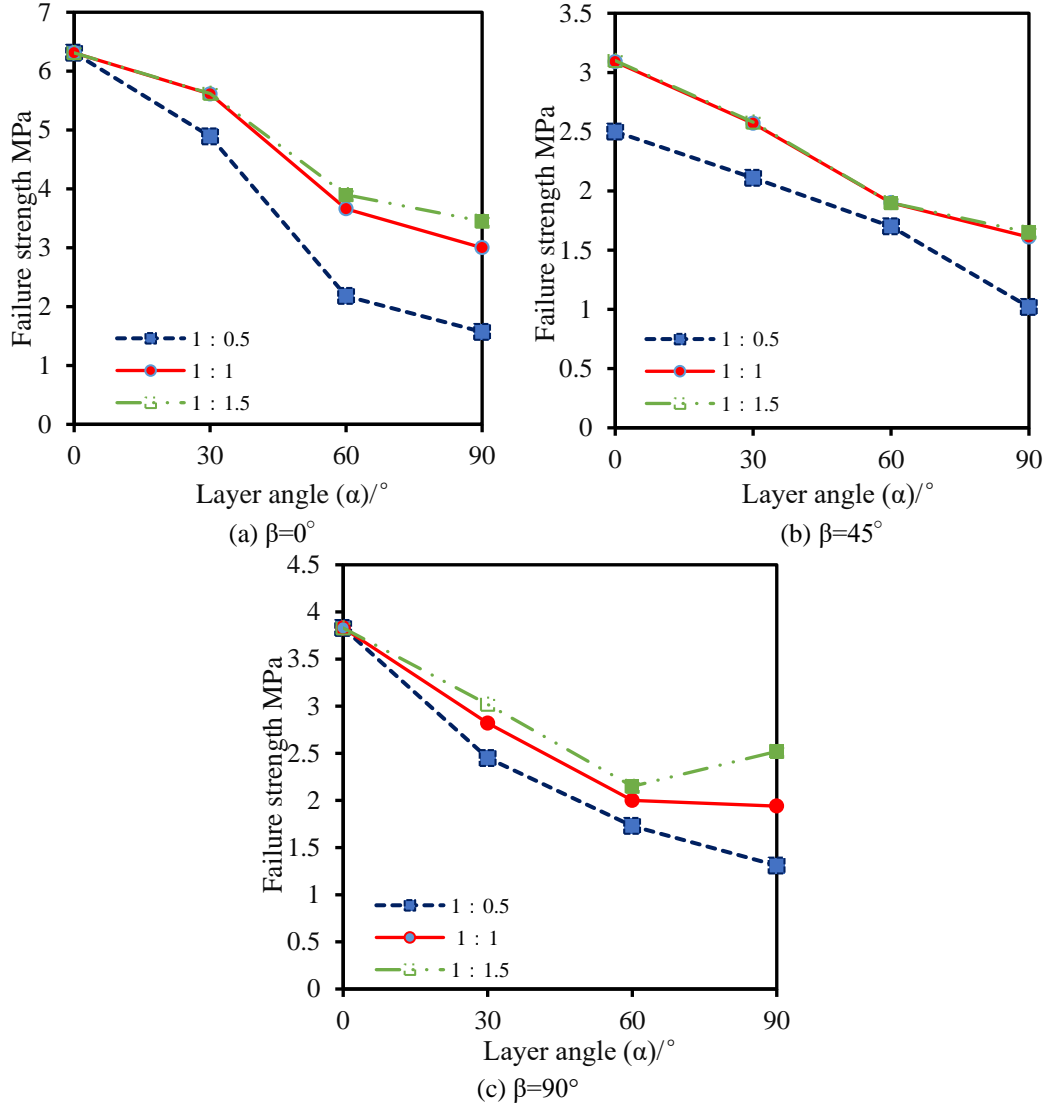 7
6
5
4
3
2
1
0
Failure strength MPa
1 : 0.5
1 : 1
1 : 1.5
0 30 60 90
Layer angle (α)/°
(a) β=0°
3.5
3
2.5
2
1.5
1
0.5
0
Failure strength MPa
1 : 0.5
1 : 1
1 : 1.5
0 30 60 90
Layer angle (α)/°
(b) β=45°
4.5
4
3.5
3
2.5
2
1.5
1
0.5
0
Failure strength MPa
1 : 0.5
1 : 1
1 : 1.5
0 30 60 90
Layer angle (α)/°
(c) β=90°